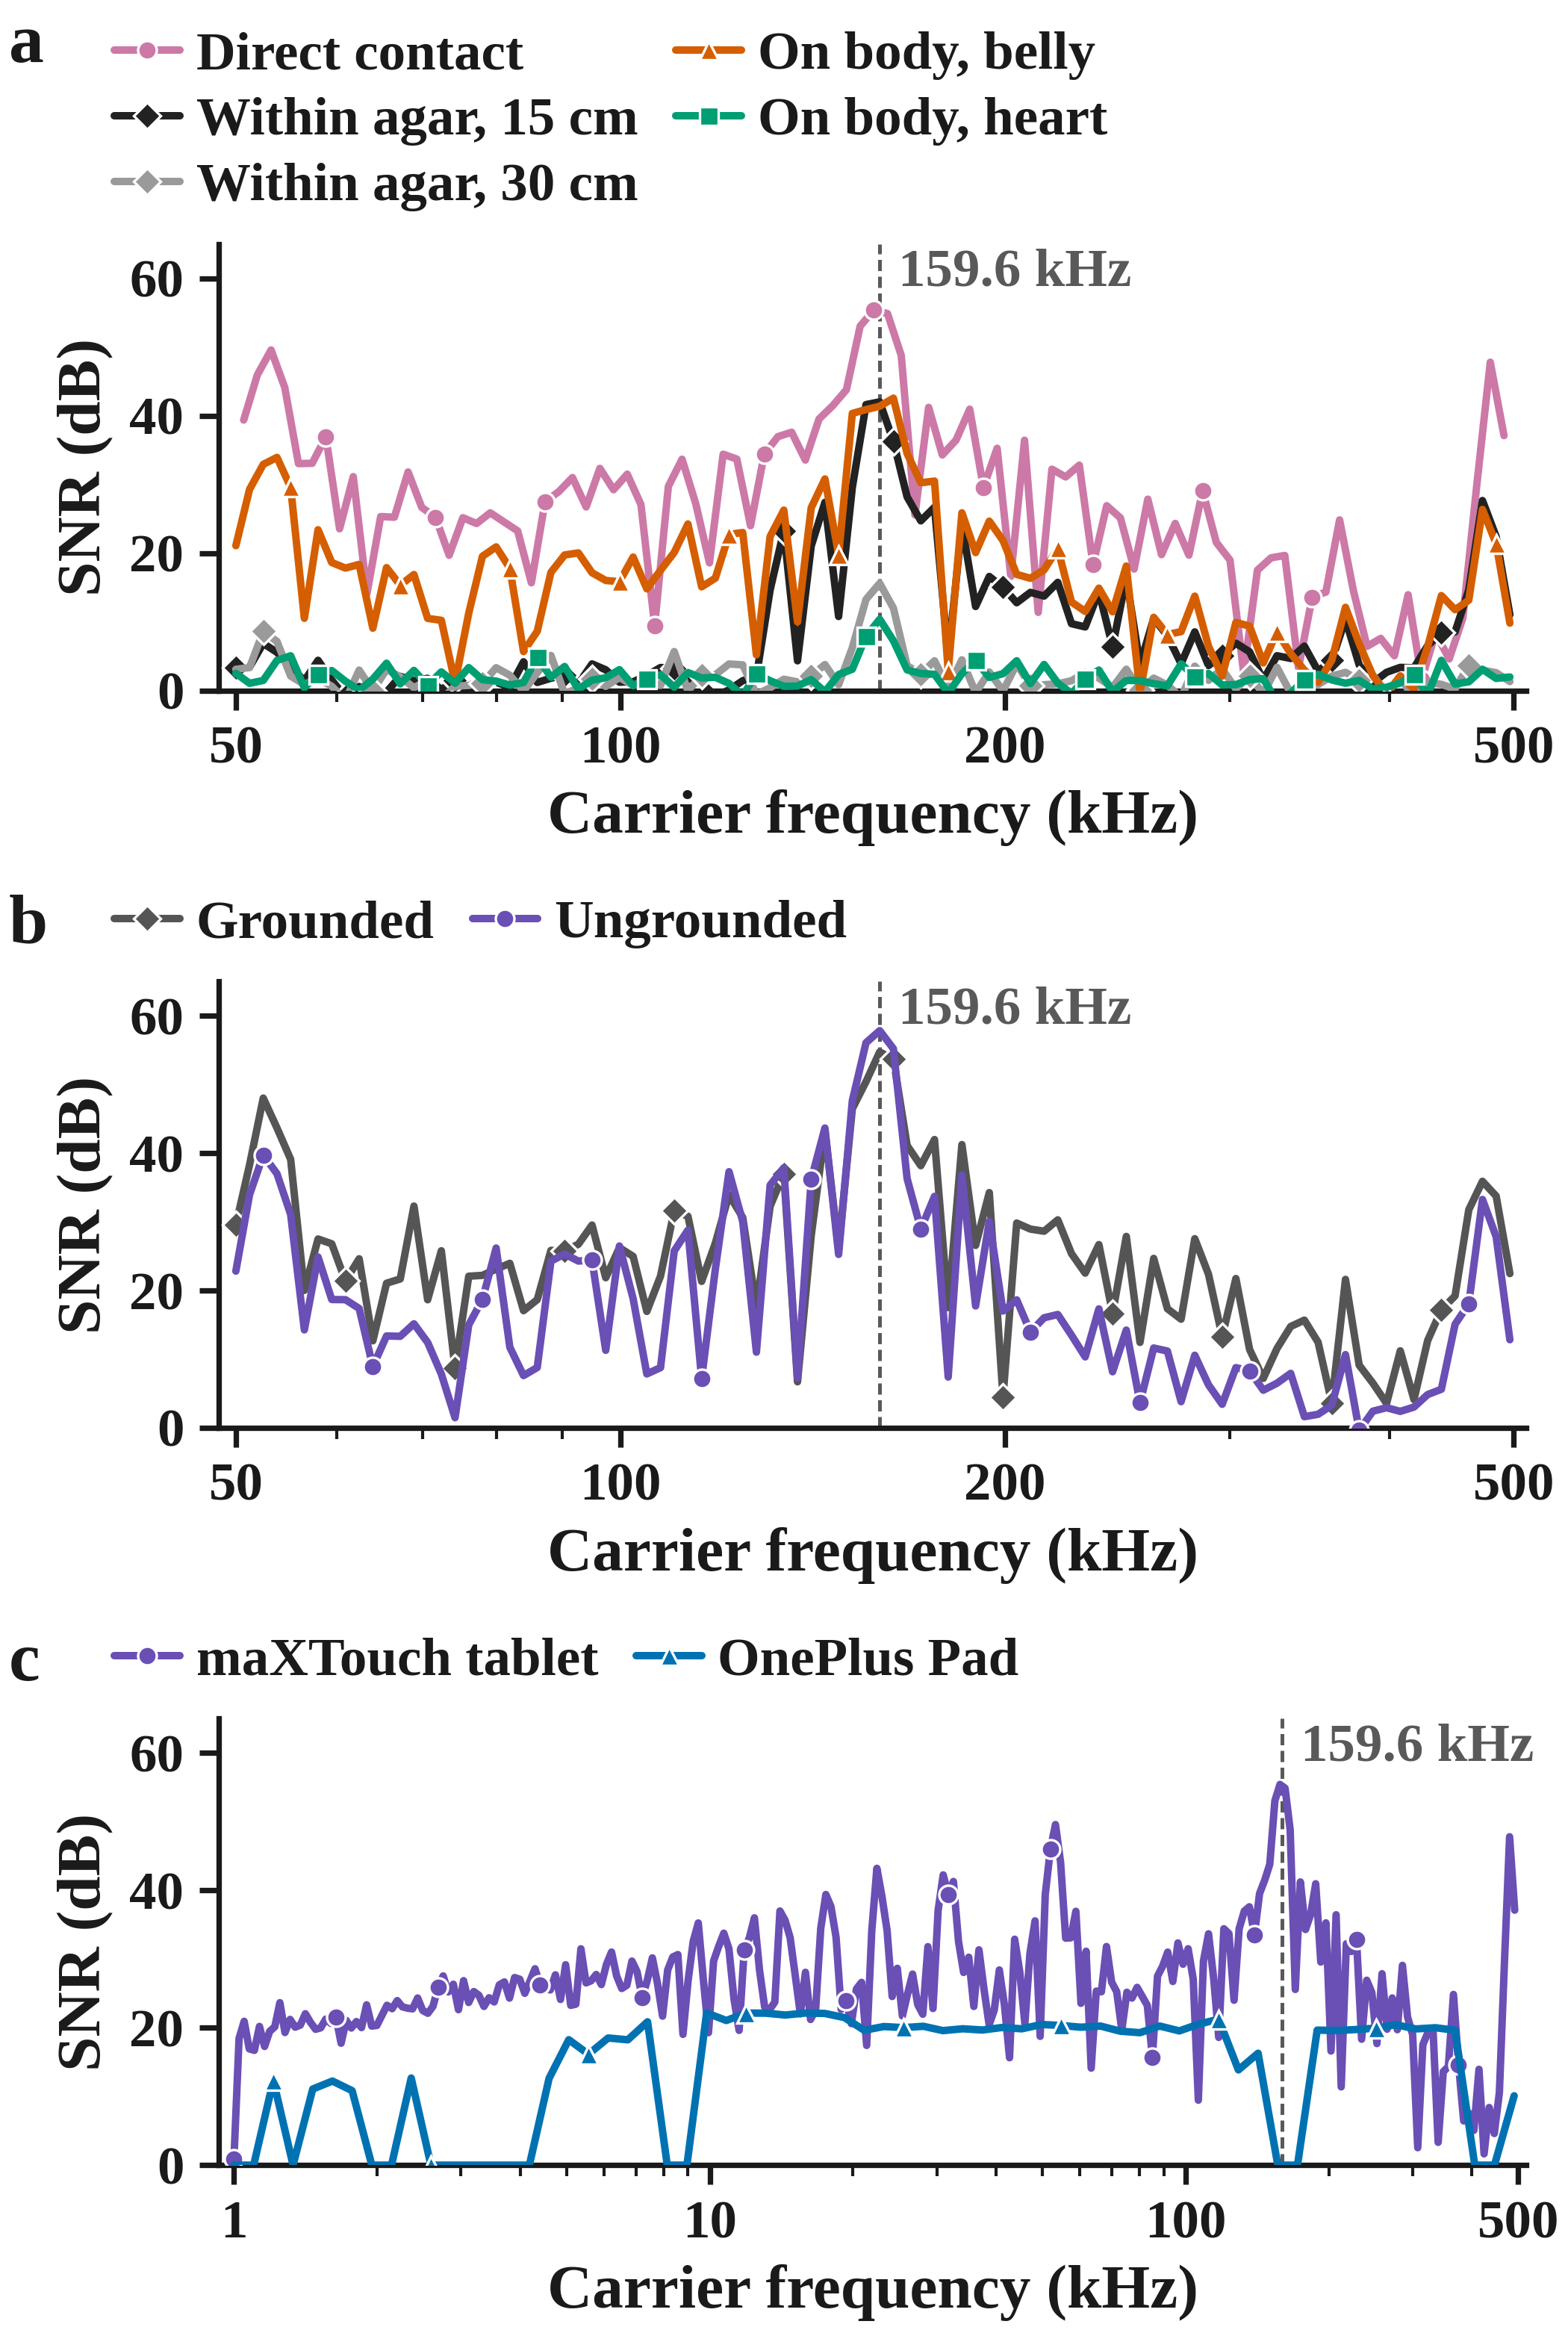 a
Direct contact
On body, belly
Within agar, 15 cm
On body, heart
Within agar, 30 cm
159.6 kHz
60
40
20
0
SNR (dB)
50 100 200 500
Carrier frequency (kHz)
b
Grounded Ungrounded
159.6 kHz
60
40
20
0
SNR (dB)
50 100 200 500
Carrier frequency (kHz)
c
maXTouch tablet OnePlus Pad
159.6 kHz
60
40
20
0
SNR (dB)
1 10 100 500
Carrier frequency (kHz)